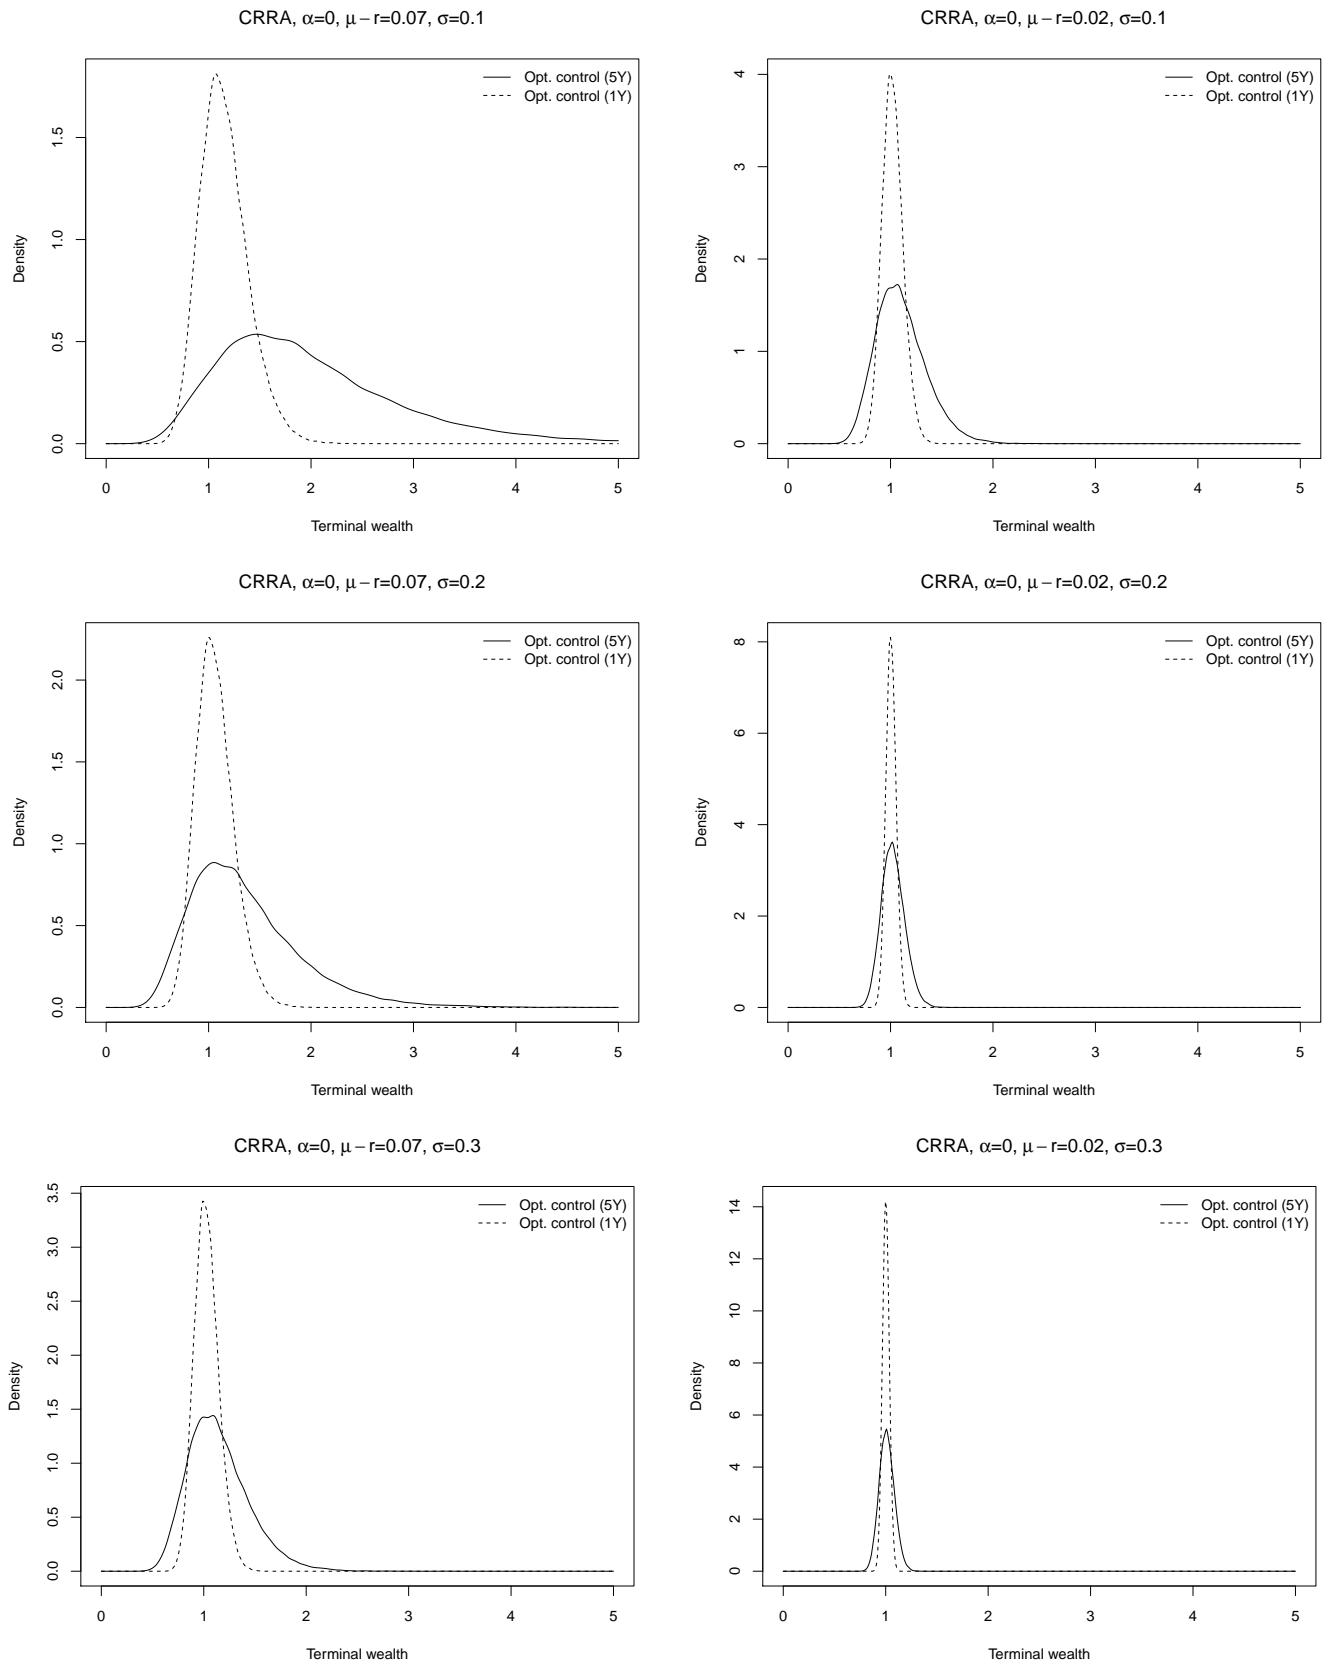 CRRA, α=0, μ − r=0.07, σ=0.1
Opt. control (5Y)
Opt. control (1Y)
Density
0.0
0.5
1.0
1.5
0 1 2 3 4 5
Terminal wealth
CRRA, α=0, μ − r=0.02, σ=0.1
Opt. control (5Y)
Opt. control (1Y)
Density
0
1
2
3
4
0 1 2 3 4 5
Terminal wealth
CRRA, α=0, μ − r=0.07, σ=0.2
Opt. control (5Y)
Opt. control (1Y)
Density
0.0
0.5
1.0
1.5
2.0
0 1 2 3 4 5
Terminal wealth
CRRA, α=0, μ − r=0.02, σ=0.2
Opt. control (5Y)
Opt. control (1Y)
Density
0
2
4
6
8
0 1 2 3 4 5
Terminal wealth
CRRA, α=0, μ − r=0.07, σ=0.3
Opt. control (5Y)
Opt. control (1Y)
Density
0.0
0.5
1.0
1.5
2.0
2.5
3.0
3.5
0 1 2 3 4 5
Terminal wealth
CRRA, α=0, μ − r=0.02, σ=0.3
Opt. control (5Y)
Opt. control (1Y)
Density
0
2
4
6
8
10
12
14
0 1 2 3 4 5
Terminal wealth